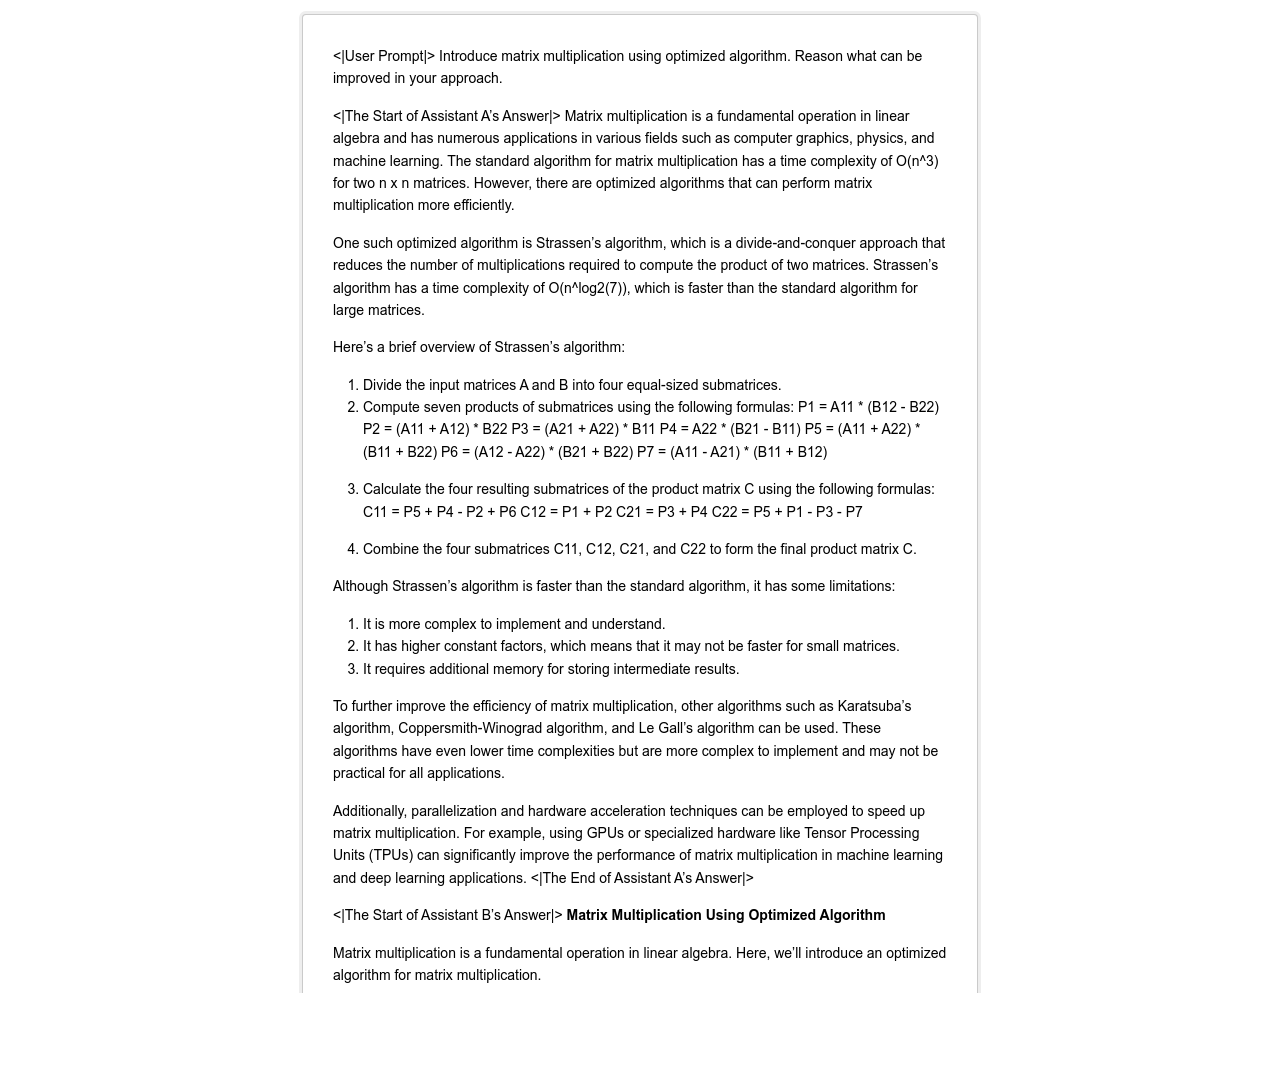 <|User Prompt|> Introduce matrix multiplication using optimized algorithm. Reason what can be
improved in your approach.
<|The Start of Assistant A’s Answer|> Matrix multiplication is a fundamental operation in linear
algebra and has numerous applications in various fields such as computer graphics, physics, and
machine learning. The standard algorithm for matrix multiplication has a time complexity of O(n^3)
for two n x n matrices. However, there are optimized algorithms that can perform matrix
multiplication more efficiently.
One such optimized algorithm is Strassen’s algorithm, which is a divide-and-conquer approach that
reduces the number of multiplications required to compute the product of two matrices. Strassen’s
algorithm has a time complexity of O(n^log2(7)), which is faster than the standard algorithm for
large matrices.
Here’s a brief overview of Strassen’s algorithm:
1. Divide the input matrices A and B into four equal-sized submatrices.
2. Compute seven products of submatrices using the following formulas: P1 = A11 * (B12 - B22)
P2 = (A11 + A12) * B22 P3 = (A21 + A22) * B11 P4 = A22 * (B21 - B11) P5 = (A11 + A22) *
(B11 + B22) P6 = (A12 - A22) * (B21 + B22) P7 = (A11 - A21) * (B11 + B12)
3. Calculate the four resulting submatrices of the product matrix C using the following formulas:
C11 = P5 + P4 - P2 + P6 C12 = P1 + P2 C21 = P3 + P4 C22 = P5 + P1 - P3 - P7
4. Combine the four submatrices C11, C12, C21, and C22 to form the final product matrix C.
Although Strassen’s algorithm is faster than the standard algorithm, it has some limitations:
1. It is more complex to implement and understand.
2. It has higher constant factors, which means that it may not be faster for small matrices.
3. It requires additional memory for storing intermediate results.
To further improve the efficiency of matrix multiplication, other algorithms such as Karatsuba’s
algorithm, Coppersmith-Winograd algorithm, and Le Gall’s algorithm can be used. These
algorithms have even lower time complexities but are more complex to implement and may not be
practical for all applications.
Additionally, parallelization and hardware acceleration techniques can be employed to speed up
matrix multiplication. For example, using GPUs or specialized hardware like Tensor Processing
Units (TPUs) can significantly improve the performance of matrix multiplication in machine learning
and deep learning applications. <|The End of Assistant A’s Answer|>
<|The Start of Assistant B’s Answer|> Matrix Multiplication Using Optimized Algorithm
Matrix multiplication is a fundamental operation in linear algebra. Here, we’ll introduce an optimized
algorithm for matrix multiplication.